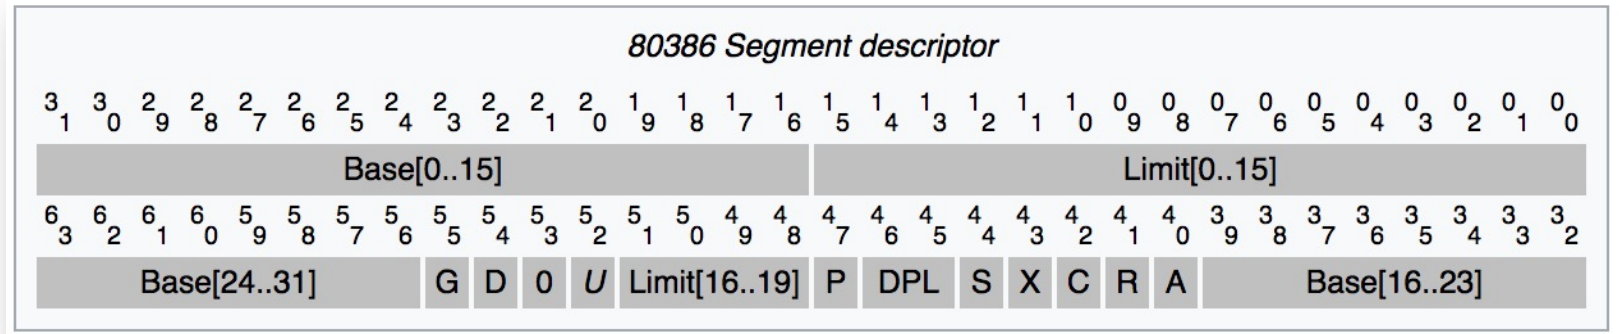 80386 Segment descriptor
31 30 29 28 27 26 25 24 23 22 21 20 19 18 17 16 15 14 13 12 11 10 09 08 07 06 05 04 03 02 01 00
Base[0..15] Limit[0..15]
63 62 61 60 59 58 57 56 55 54 53 52 51 50 49 48 47 46 45 44 43 42 41 40 39 38 37 36 35 34 33 32
Base[24..31] G D 0 U Limit[16..19] P DPL S X C R A Base[16..23]